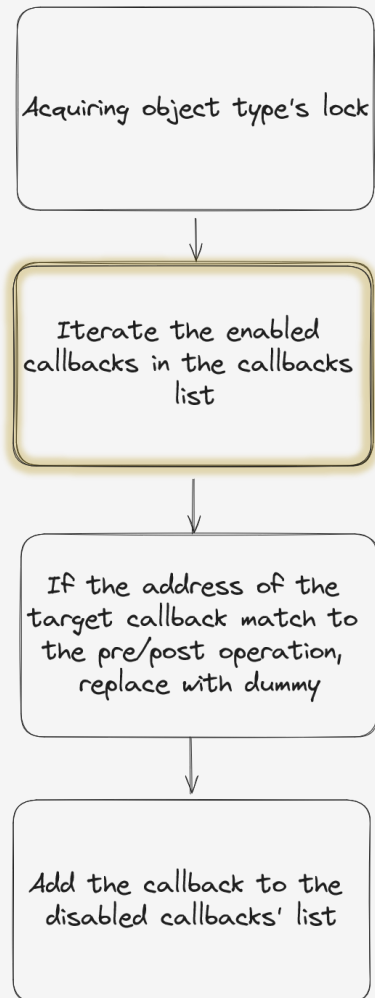 Acquiring object type's lock
Iterate the enabled
callbacks in the callbacks
list
If the address of the
target callback match to
the pre/post operation,
replace with dummy
Add the callback to the
disabled callbacks' list